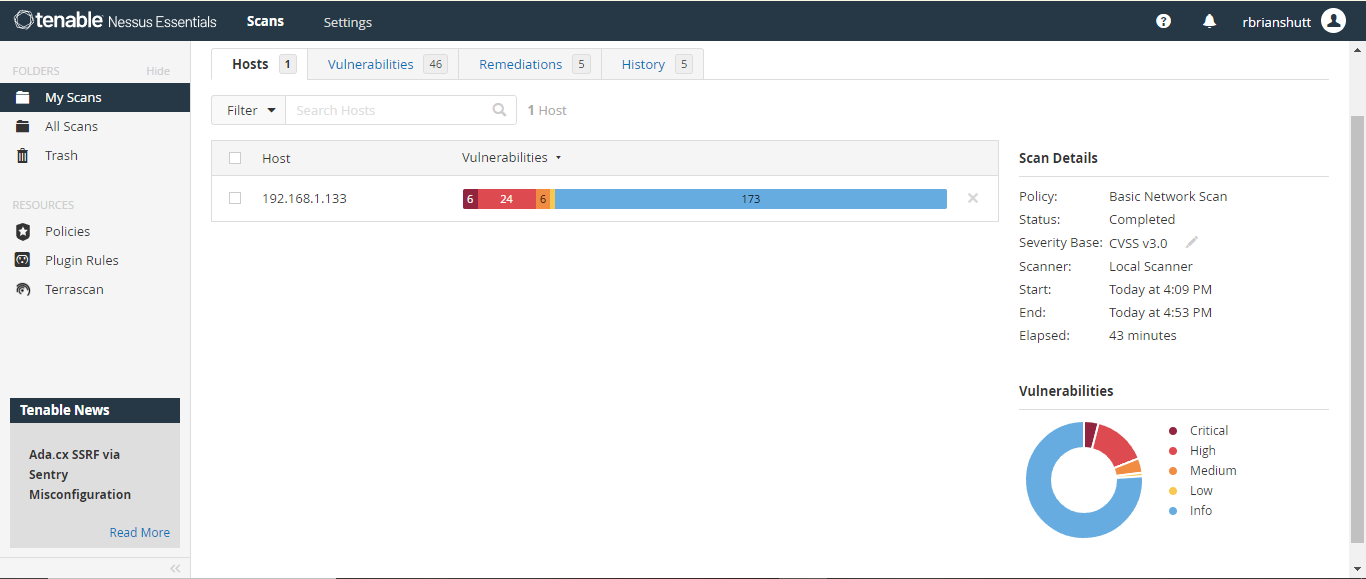 tenable Nessus Essentials Scans Settings rbrianshutt
FOLDERS Hide
My Scans
All Scans
Trash
RESOURCES
Policies
Plugin Rules
Terrascan
Tenable News
Ada.cx SSRF via
Sentry
Misconfiguration
Read More
Hosts 1 Vulnerabilities 46 Remediations 5 History 5
Filter Search Hosts 1 Host
Host Vulnerabilities
192.168.1.133 6 24 6 173
Scan Details
Policy: Basic Network Scan
Status: Completed
Severity Base: CVSS v3.0
Scanner: Local Scanner
Start: Today at 4:09 PM
End: Today at 4:53 PM
Elapsed: 43 minutes
Vulnerabilities
Critical
High
Medium
Low
Info